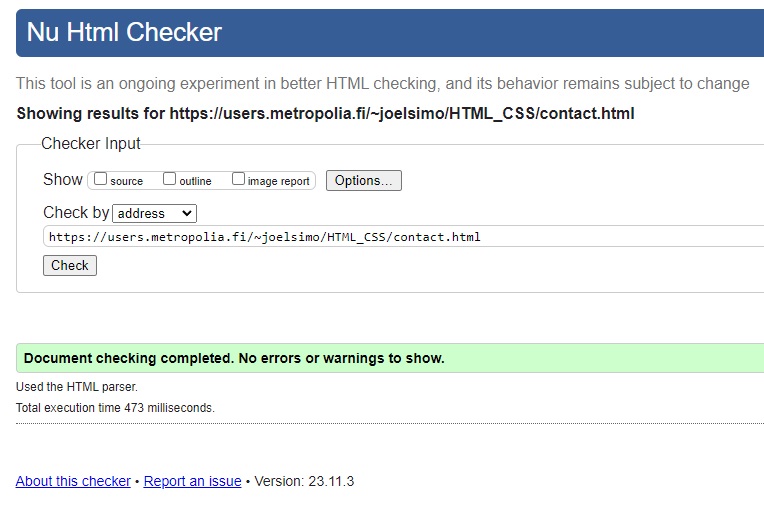 Nu Html Checker
This tool is an ongoing experiment in better HTML checking, and its behavior remains subject to change
Showing results for https://users.metropolia.fi/~joelsimo/HTML_CSS/contact.html
Checker Input
Show source outline image report Options...
Check by address
https://users.metropolia.fi/~joelsimo/HTML_CSS/contact.html
Check
Document checking completed. No errors or warnings to show.
Used the HTML parser.
Total execution time 473 milliseconds.
About this checker • Report an issue • Version: 23.11.3